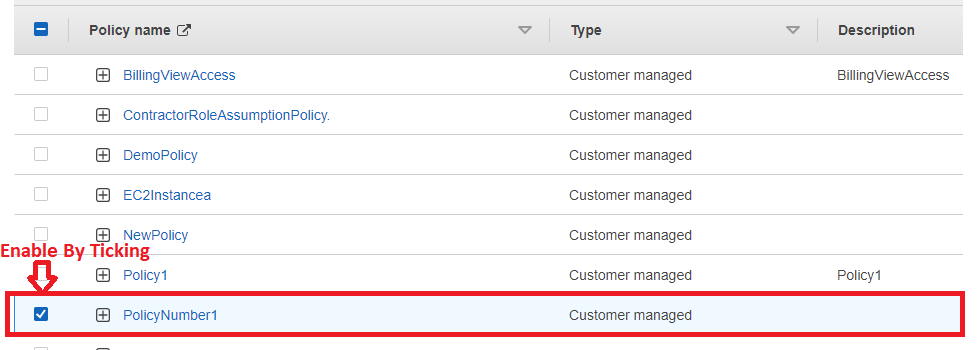 Policy name Type Description
BillingViewAccess Customer managed BillingViewAccess
ContractorRoleAssumptionPolicy. Customer managed
DemoPolicy Customer managed
EC2Instancea Customer managed
NewPolicy Customer managed
Enable By Ticking
Policy1 Customer managed Policy1
PolicyNumber1 Customer managed